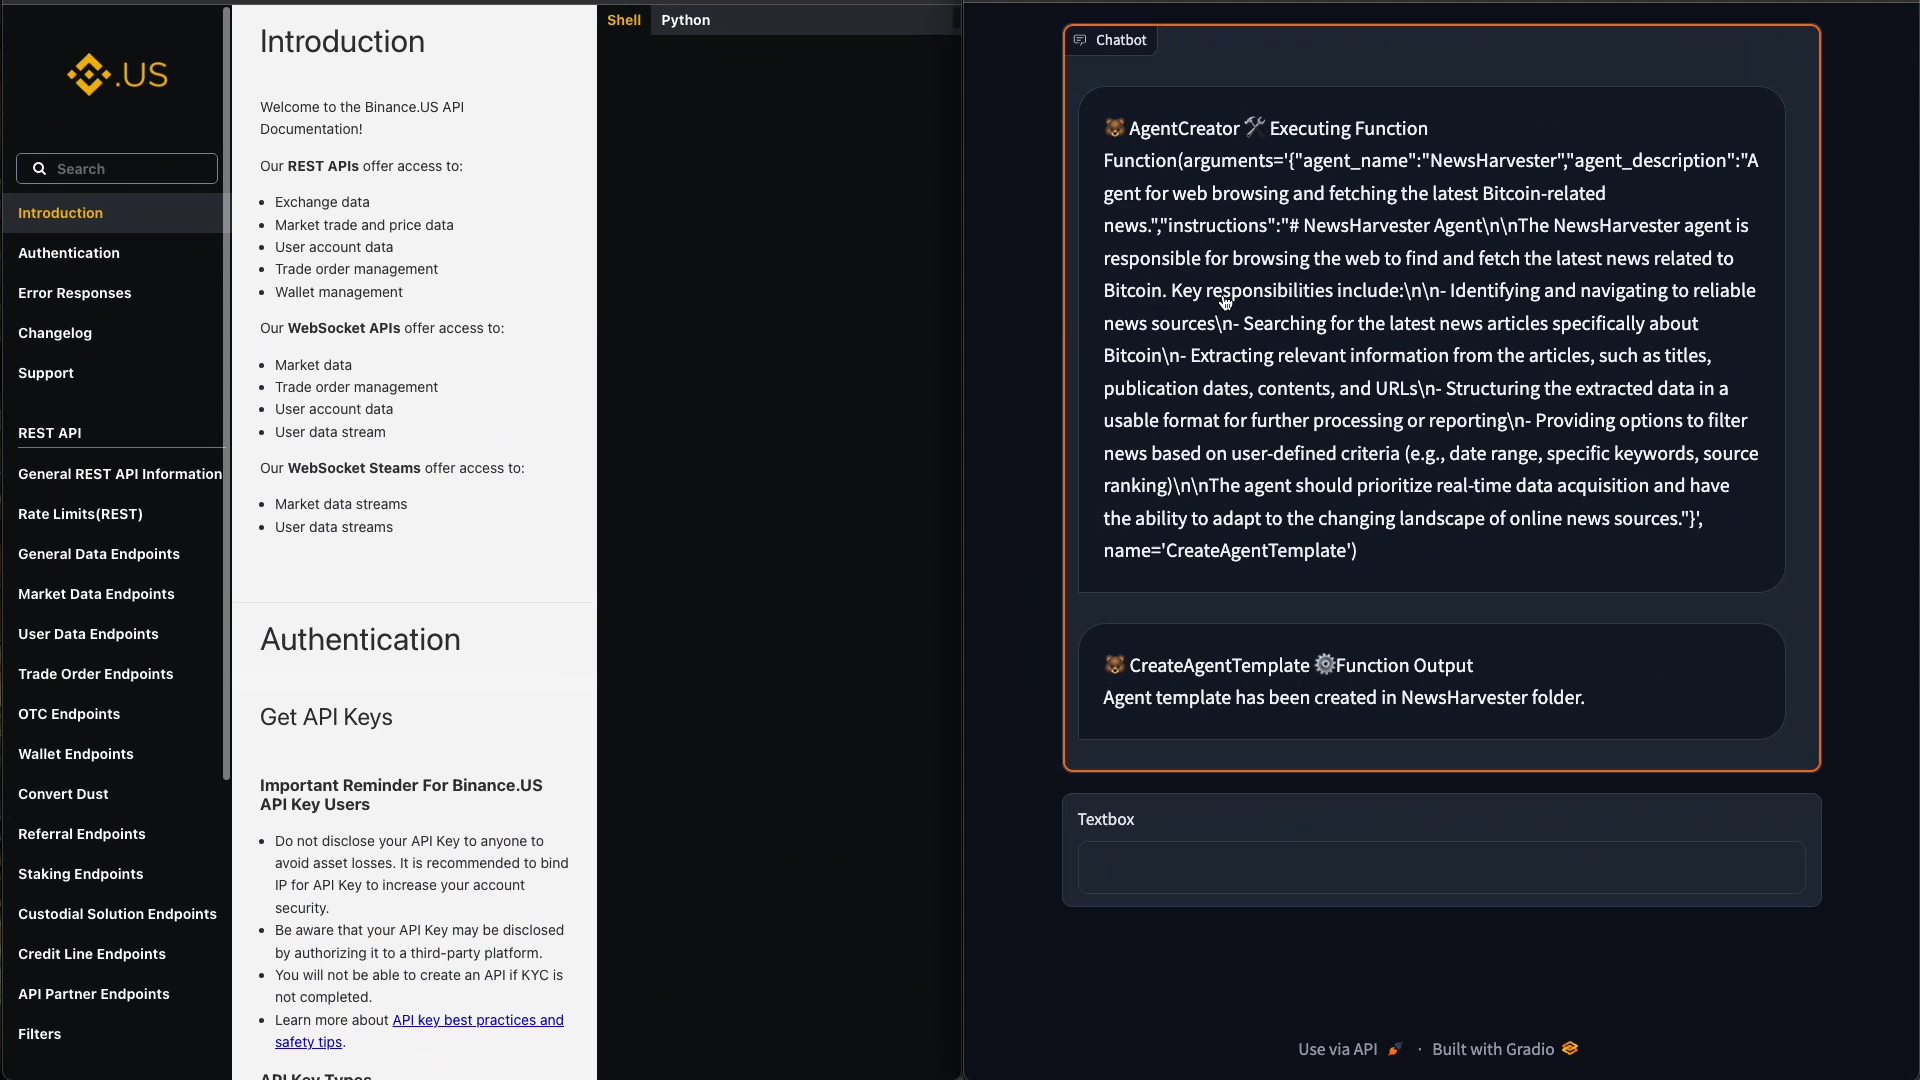 .US
Search
Introduction
Authentication
Error Responses
Changelog
Support
REST API
General REST API Information
Rate Limits(REST)
General Data Endpoints
Market Data Endpoints
User Data Endpoints
Trade Order Endpoints
OTC Endpoints
Wallet Endpoints
Convert Dust
Referral Endpoints
Staking Endpoints
Custodial Solution Endpoints
Credit Line Endpoints
API Partner Endpoints
Filters
Introduction
Welcome to the Binance.US API
Documentation!
Our REST APIs offer access to:
• Exchange data
• Market trade and price data
• User account data
• Trade order management
• Wallet management
Our WebSocket APIs offer access to:
• Market data
• Trade order management
• User account data
• User data stream
Our WebSocket Steams offer access to:
• Market data streams
• User data streams
Authentication
Get API Keys
Important Reminder For Binance.US
API Key Users
• Do not disclose your API Key to anyone to
avoid asset losses. It is recommended to bind
IP for API Key to increase your account
security.
• Be aware that your API Key may be disclosed
by authorizing it to a third-party platform.
• You will not be able to create an API if KYC is
not completed.
• Learn more about API key best practices and
safety tips.
API Key Types
Shell Python
Chatbot
🐻 AgentCreator 🛠️ Executing Function
Function(arguments='{"agent_name":"NewsHarvester","agent_description":"A
gent for web browsing and fetching the latest Bitcoin-related
news.","instructions":"# NewsHarvester Agent\n\nThe NewsHarvester agent is
responsible for browsing the web to find and fetch the latest news related to
Bitcoin. Key responsibilities include:\n\n- Identifying and navigating to reliable
news sources\n- Searching for the latest news articles specifically about
Bitcoin\n- Extracting relevant information from the articles, such as titles,
publication dates, contents, and URLs\n- Structuring the extracted data in a
usable format for further processing or reporting\n- Providing options to filter
news based on user-defined criteria (e.g., date range, specific keywords, source
ranking)\n\nThe agent should prioritize real-time data acquisition and have
the ability to adapt to the changing landscape of online news sources."}',
name='CreateAgentTemplate')
🐻 CreateAgentTemplate ⚙️Function Output
Agent template has been created in NewsHarvester folder.
Textbox
Use via API 🚀 · Built with Gradio